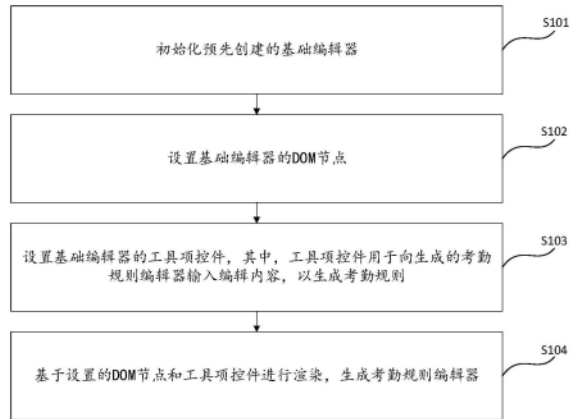 S101
初始化预先创建的基础编辑器
S102
设置基础编辑器的DOM节点
S103
设置基础编辑器的工具项控件，其中，工具项控件用于向生成的考勤
规则编辑器输入编辑内容，以生成考勤规则
S104
基于设置的DOM节点和工具项控件进行渲染，生成考勤规则编辑器